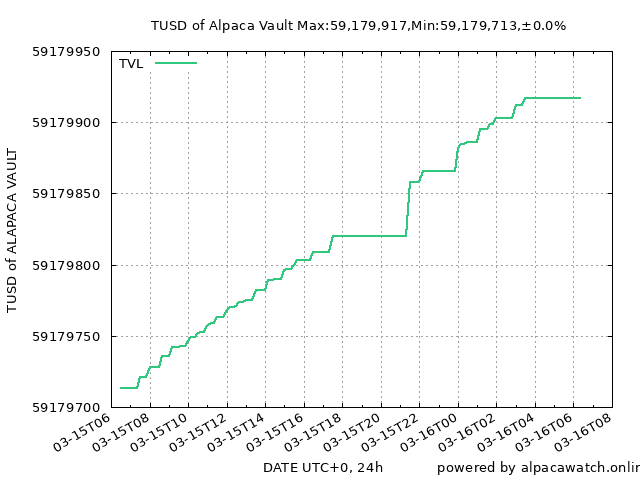 TUSD of Alpaca Vault Max:59,179,917,Min:59,179,713,±0.0%
TVL
59179950
59179900
59179850
59179800
59179750
59179700
TUSD of ALAPACA VAULT
03-15T06
03-15T08
03-15T10
03-15T12
03-15T14
03-15T16
03-15T18
03-15T20
03-15T22
03-16T00
03-16T02
03-16T04
03-16T06
03-16T08
DATE UTC+0, 24h
powered by alpacawatch.onlin